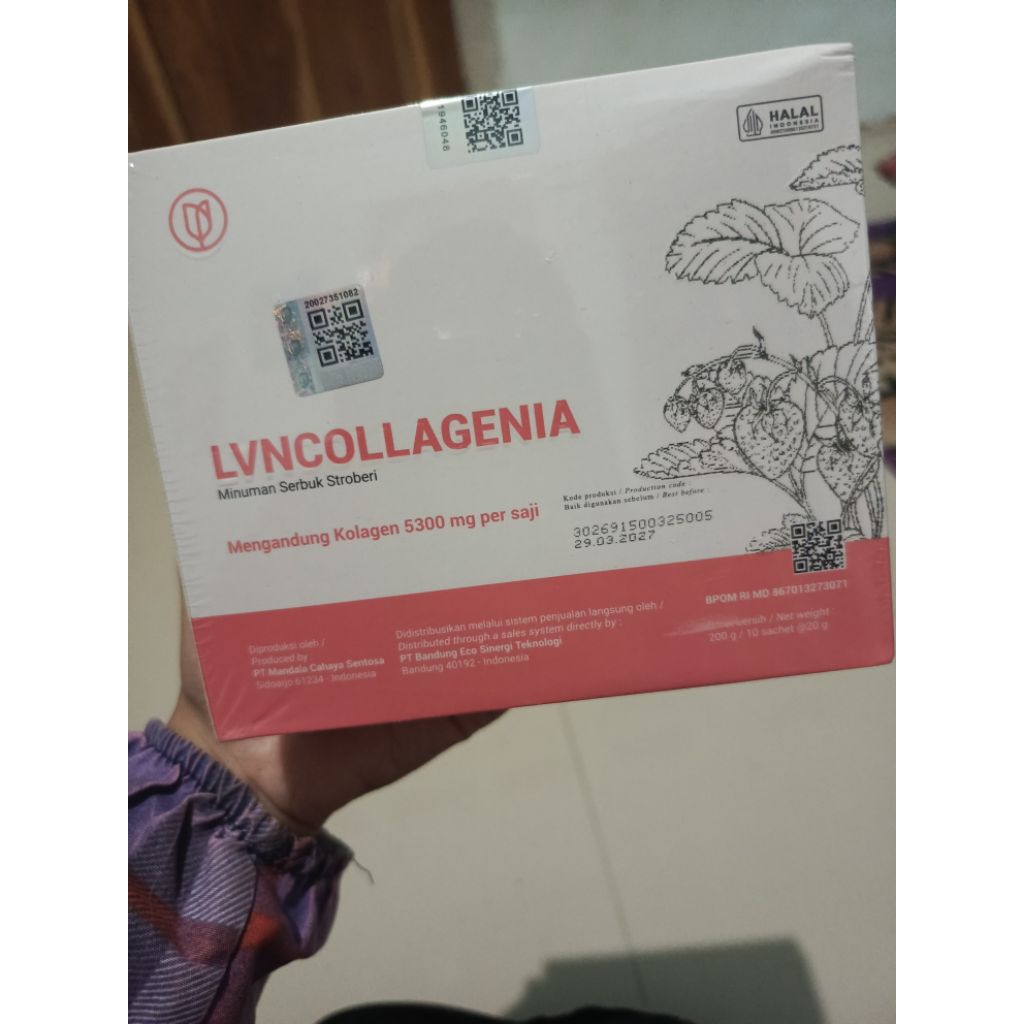 1946048
HALAL
INDONESIA
20027351082
LVNCOLLAGENIA
Minuman Serbuk Stroberi
Mengandung Kolagen 5300 mg per saji
Kode produksi / Production code :
Baik digunakan sebelum / Best before :
302691500325005
29.03.2027
BPOM RI MD 867013273071
/ Net weight :
200 g / 10 sachet @20 g
Diproduksi oleh /
Produced by
PT Mandala Cahaya Sentosa
Sidoarjo 61234 - Indonesia
Didistribusikan melalui sistem penjualan langsung oleh /
Distributed through a sales system directly by :
PT Bandung Eco Sinergi Teknologi
Bandung 40192 - Indonesia